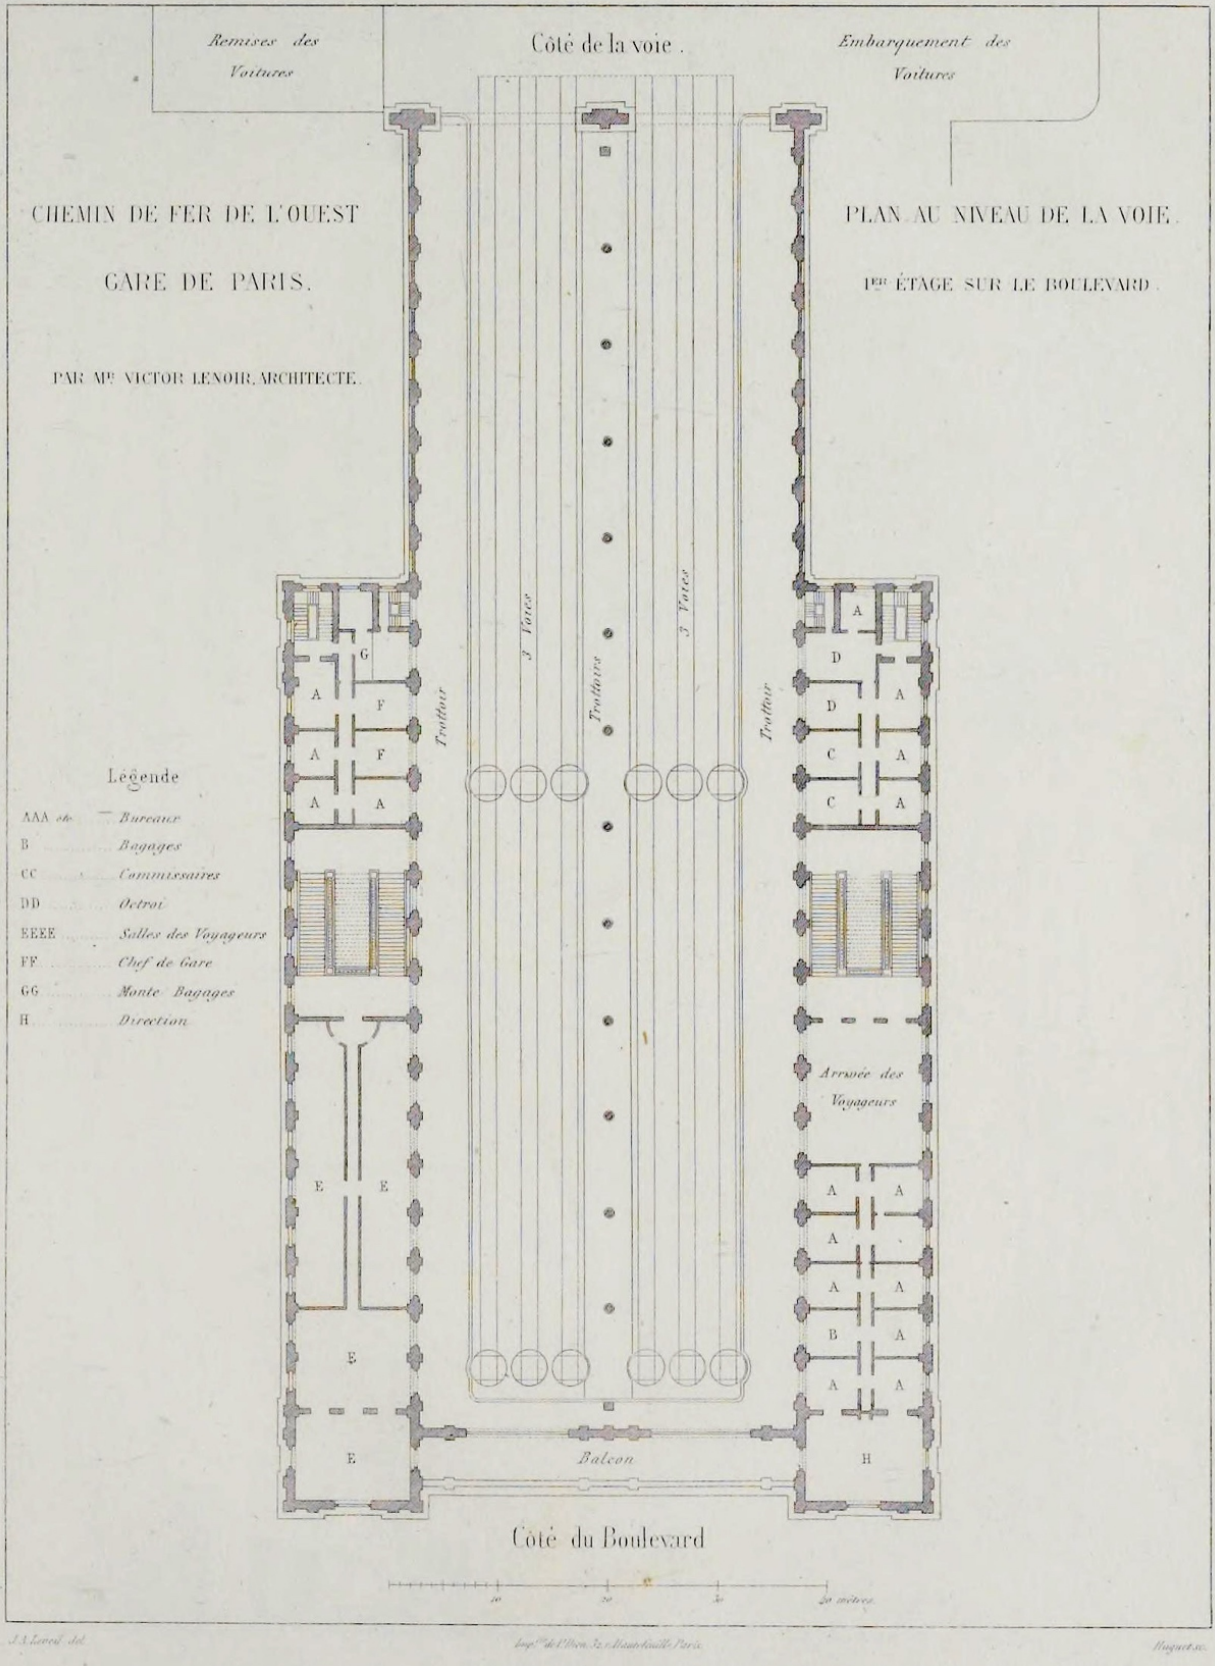 Remises des
Voitures
Côté de la voie.
Embarquement des
Voitures
CHEMIN DE FER DE L'OUEST
GARE DE PARIS.
PAR MR VICTOR LENOIR, ARCHITECTE.
PLAN AU NIVEAU DE LA VOIE.
1ER ÉTAGE SUR LE BOULEVARD.
3 Voies
3 Voies
Trottoir
Trottoirs
Trottoir
G
A
F
A
F
A
A
A
D
A
D
C
A
C
A
Légende
AAA etc. Bureaux
B Bagages
CC Commissaires
DD Octroi
EEEE Salles des Voyageurs
FF Chef de Gare
GG Monte Bagages
H Direction
Arrivée des
Voyageurs
E E
A A
A
A A
B A
A A
E
E
H
Balcon
Côté du Boulevard
10 20 30 mètres.